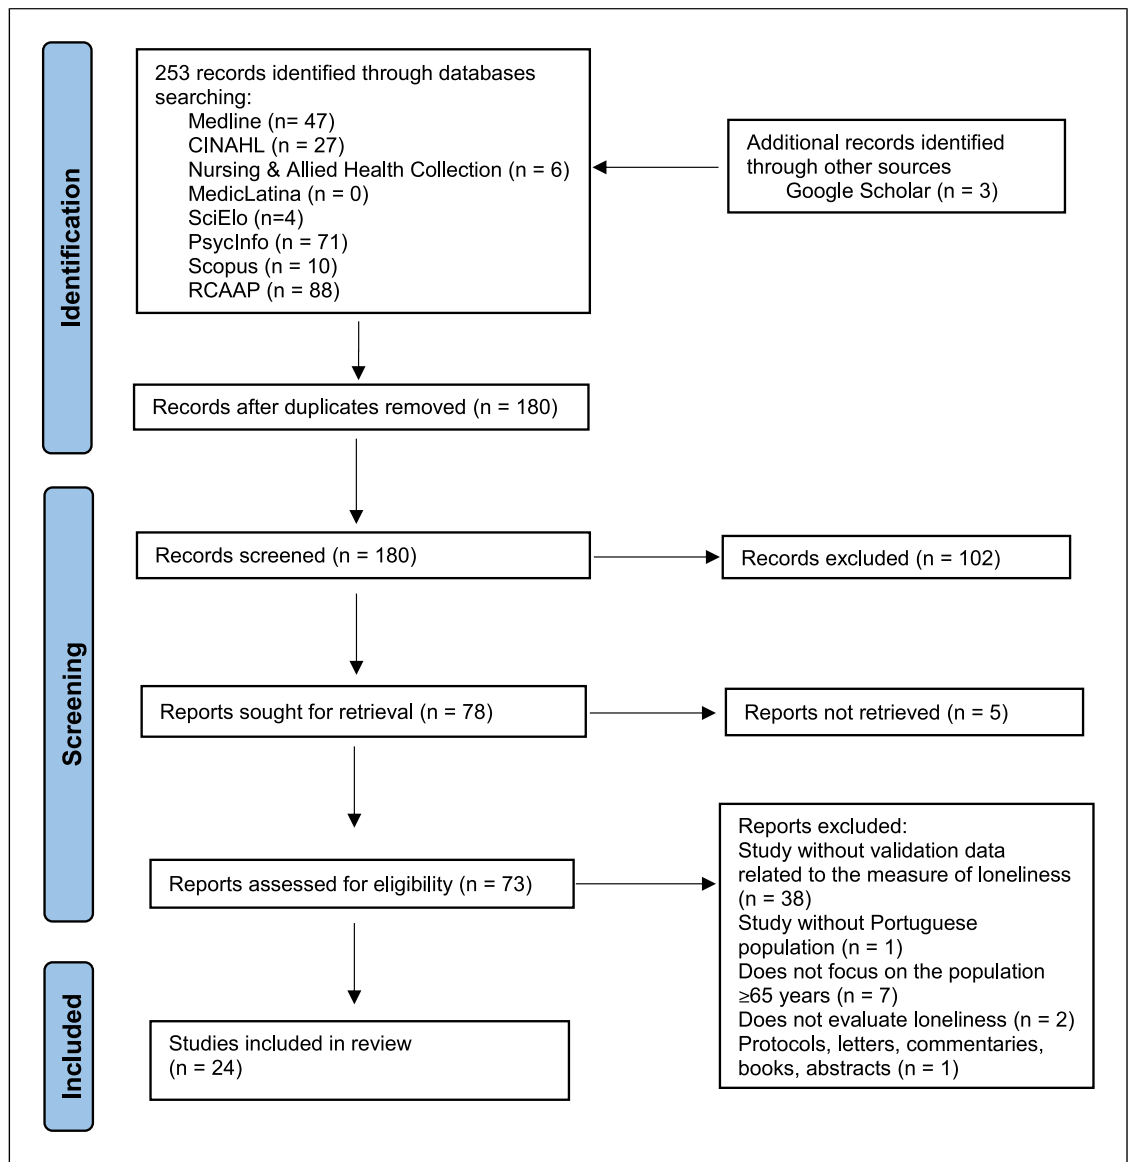 Identification
253 records identified through databases
searching:
Medline (n= 47)
CINAHL (n = 27)
Nursing & Allied Health Collection (n = 6)
MedicLatina (n = 0)
SciElo (n=4)
PsycInfo (n = 71)
Scopus (n = 10)
RCAAP (n = 88)
Additional records identified
through other sources
Google Scholar (n = 3)
Records after duplicates removed (n = 180)
Screening
Records screened (n = 180)
Records excluded (n = 102)
Reports sought for retrieval (n = 78)
Reports not retrieved (n = 5)
Reports assessed for eligibility (n = 73)
Reports excluded:
Study without validation data
related to the measure of loneliness
(n = 38)
Study without Portuguese
population (n = 1)
Does not focus on the population
≥65 years (n = 7)
Does not evaluate loneliness (n = 2)
Protocols, letters, commentaries,
books, abstracts (n = 1)
Included
Studies included in review
(n = 24)